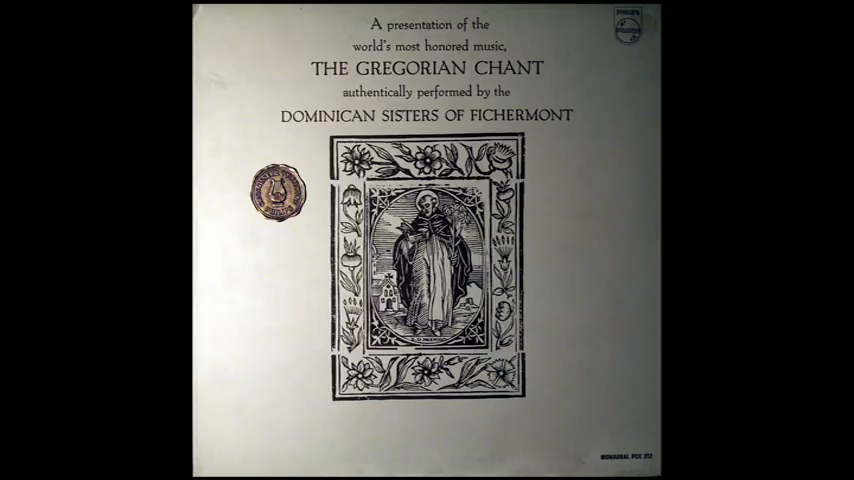 A presentation of the
world's most honored music,
THE GREGORIAN CHANT
authentically performed by the
DOMINICAN SISTERS OF FICHERMONT
PHILIPS
MONAURAL PCC